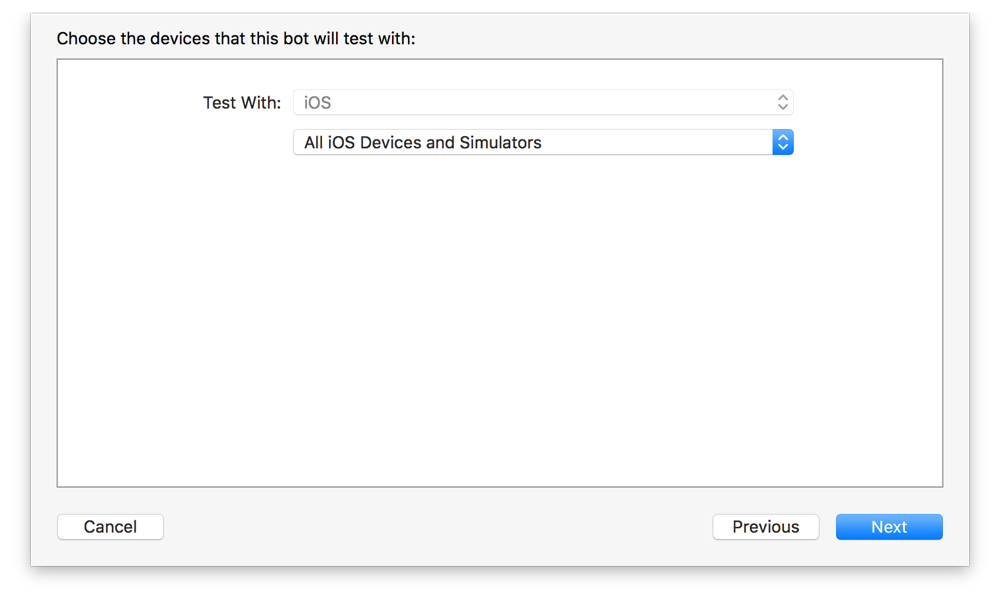 Choose the devices that this bot will test with:
Test With: iOS
All iOS Devices and Simulators
Cancel Previous Next